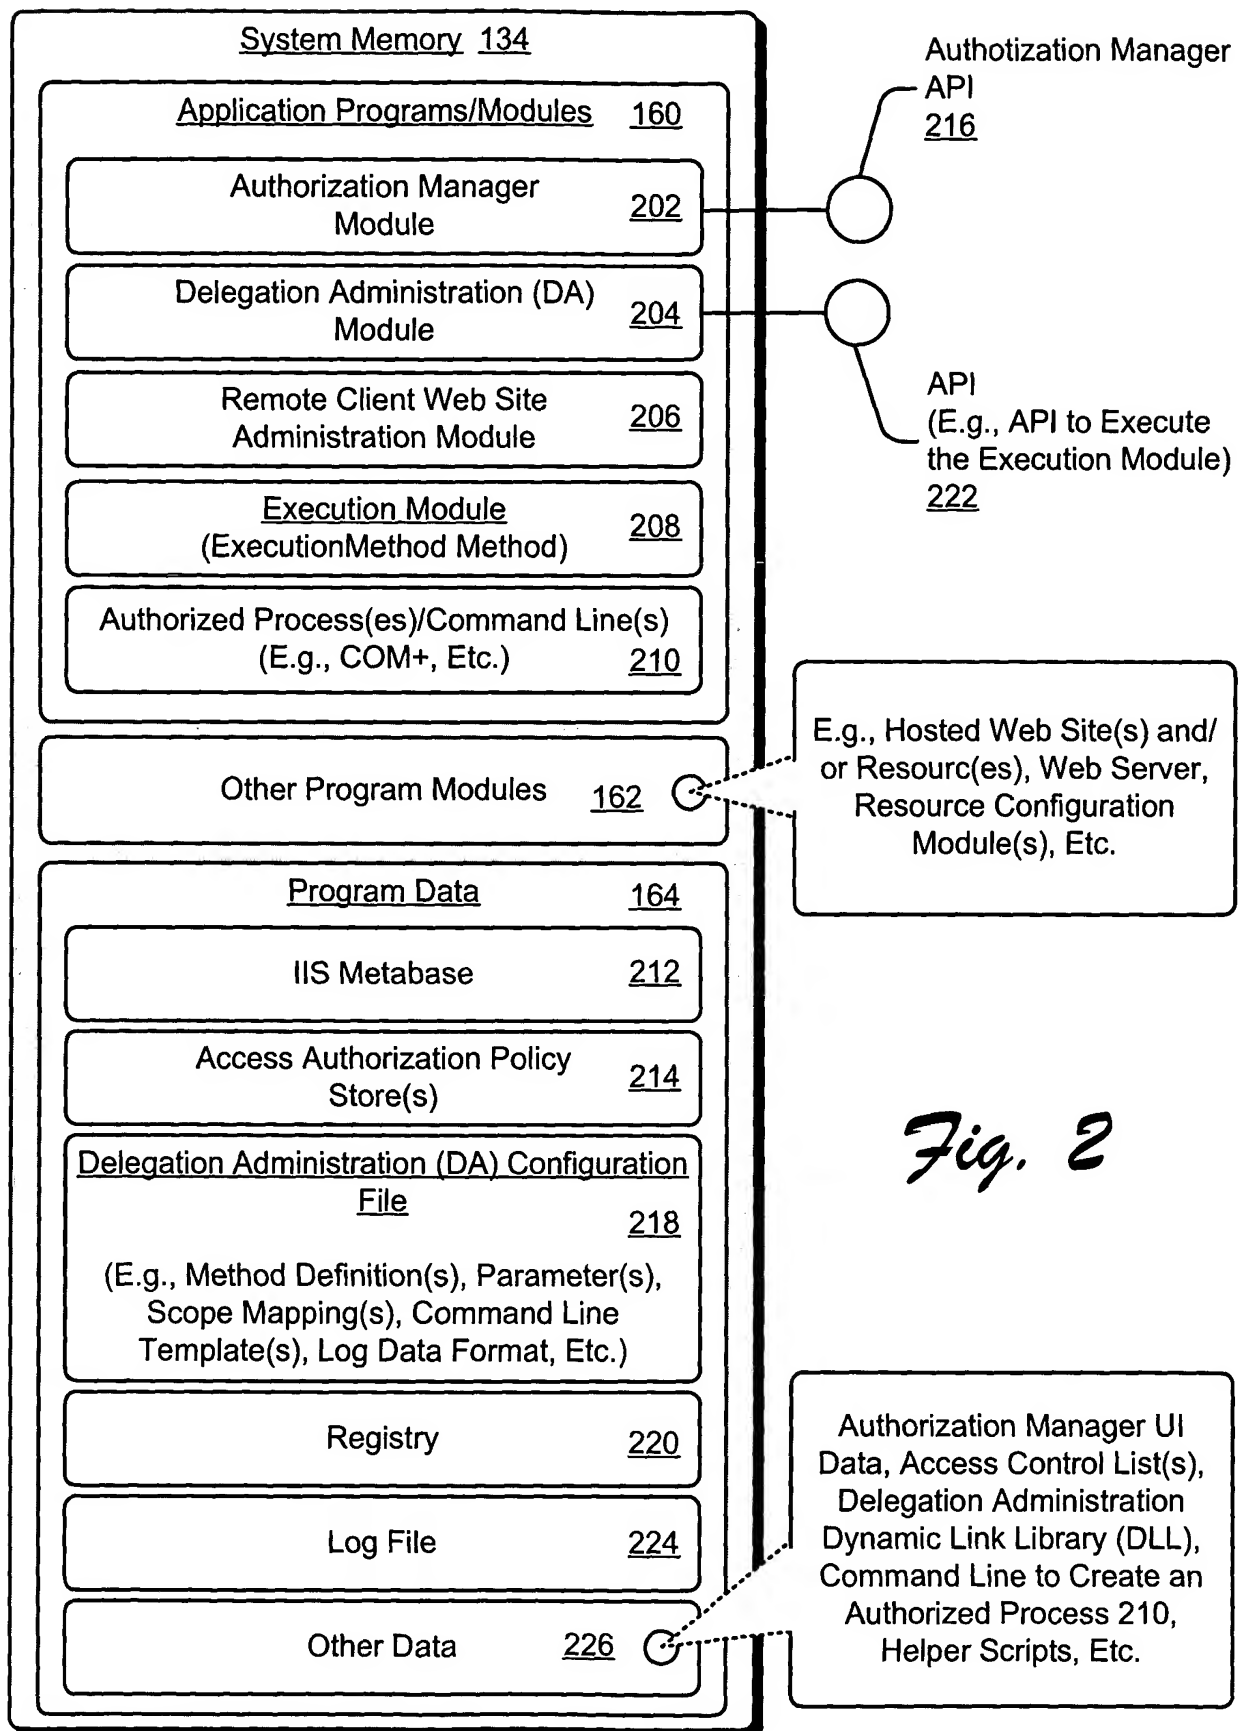 System Memory 134
Application Programs/Modules 160
Authorization Manager
Module
202
Delegation Administration (DA)
Module
204
Remote Client Web Site
Administration Module
206
Execution Module
(ExecutionMethod Method)
208
Authorized Process(es)/Command Line(s)
(E.g., COM+, Etc.) 210
Authotization Manager
API
216
API
(E.g., API to Execute
the Execution Module)
222
Other Program Modules 162
E.g., Hosted Web Site(s) and/
or Resourc(es), Web Server,
Resource Configuration
Module(s), Etc.
Program Data 164
IIS Metabase 212
Access Authorization Policy
Store(s)
214
Delegation Administration (DA) Configuration
File
218
(E.g., Method Definition(s), Parameter(s),
Scope Mapping(s), Command Line
Template(s), Log Data Format, Etc.)
Registry 220
Log File 224
Other Data 226
Authorization Manager UI
Data, Access Control List(s),
Delegation Administration
Dynamic Link Library (DLL),
Command Line to Create an
Authorized Process 210,
Helper Scripts, Etc.
Fig. 2